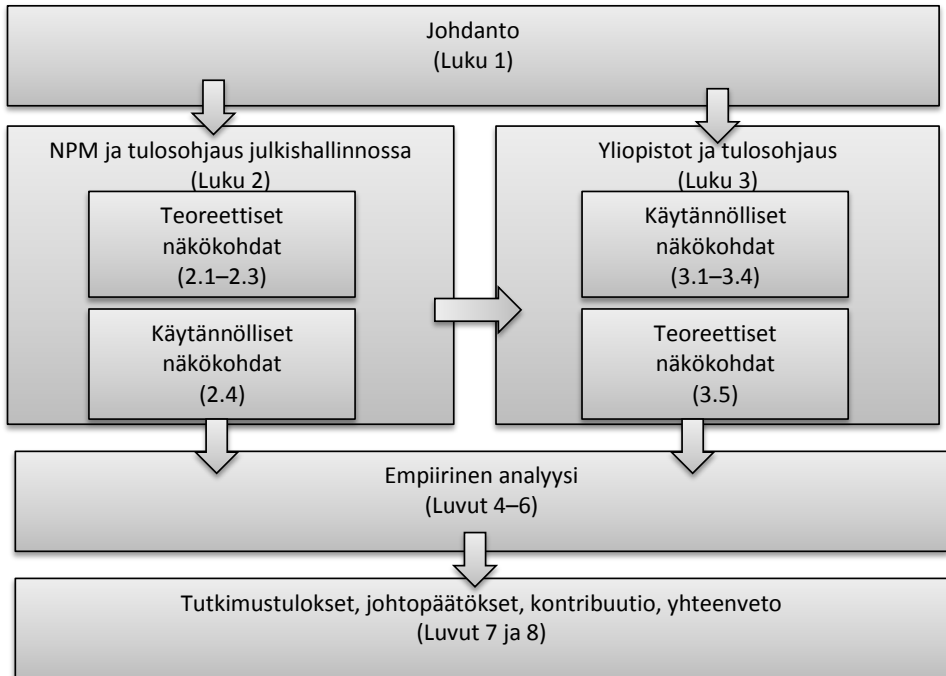 Johdanto
(Luku 1)
NPM ja tulosohjaus julkishallinnossa
(Luku 2)
Teoreettiset
näkökohdat
(2.1–2.3)
Käytännölliset
näkökohdat
(2.4)
Yliopistot ja tulosohjaus
(Luku 3)
Käytännölliset
näkökohdat
(3.1–3.4)
Teoreettiset
näkökohdat
(3.5)
Empiirinen analyysi
(Luvut 4–6)
Tutkimustulokset, johtopäätökset, kontribuutio, yhteenveto
(Luvut 7 ja 8)